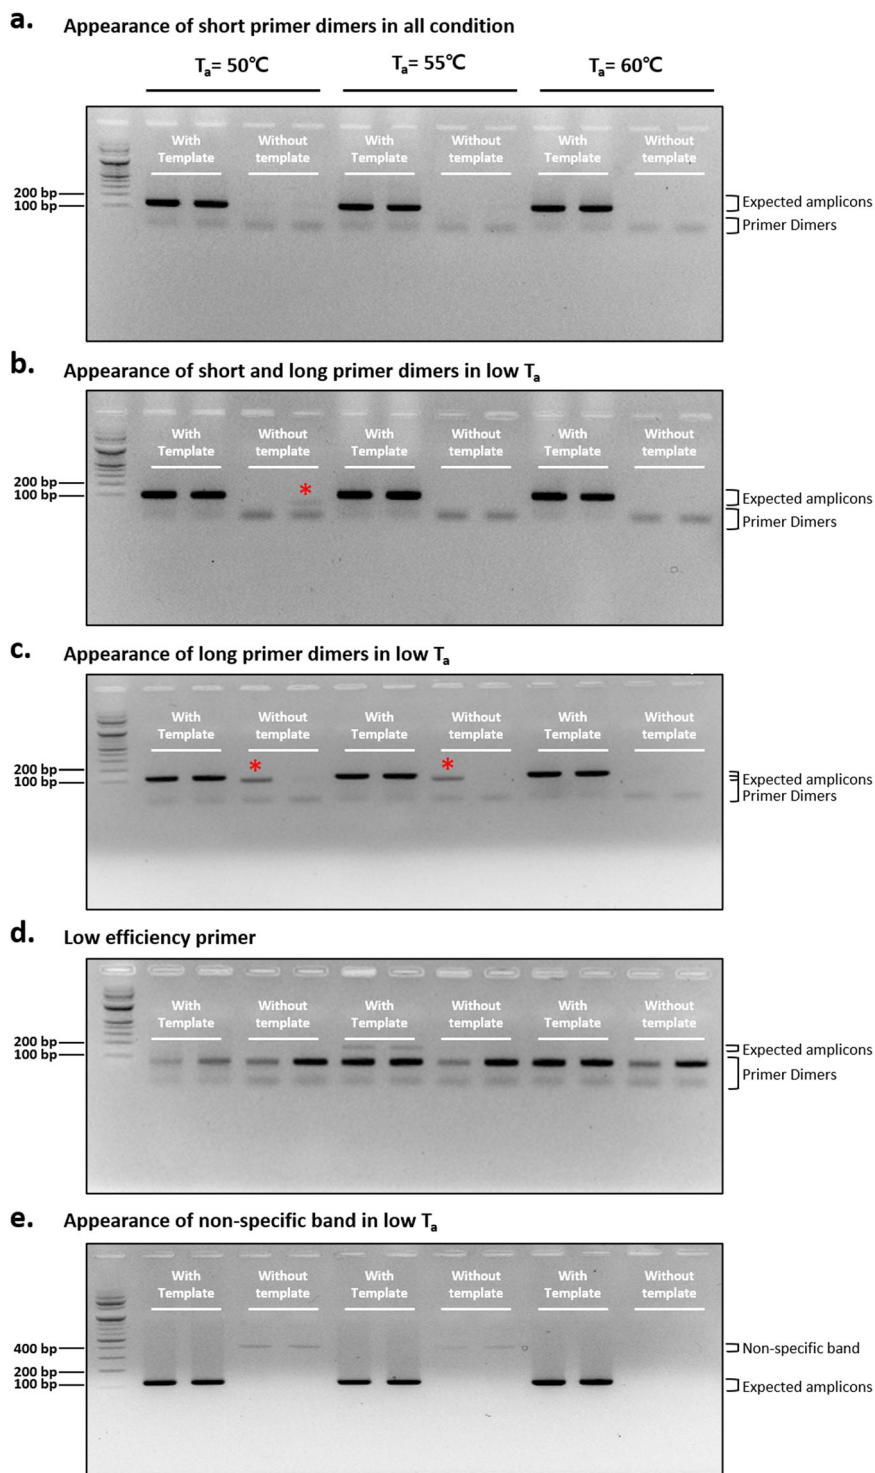 a. Appearance of short primer dimers in all condition
Ta= 50℃ Ta= 55℃ Ta= 60℃
With Template Without template With Template Without template With Template Without template
200 bp
100 bp
Expected amplicons
Primer Dimers
b. Appearance of short and long primer dimers in low Ta
With Template Without template With Template Without template With Template Without template
*
200 bp
100 bp
Expected amplicons
Primer Dimers
c. Appearance of long primer dimers in low Ta
With Template Without template With Template Without template With Template Without template
* *
200 bp
100 bp
Expected amplicons
Primer Dimers
d. Low efficiency primer
With Template Without template With Template Without template With Template Without template
200 bp
100 bp
Expected amplicons
Primer Dimers
e. Appearance of non-specific band in low Ta
With Template Without template With Template Without template With Template Without template
400 bp
200 bp
100 bp
Non-specific band
Expected amplicons